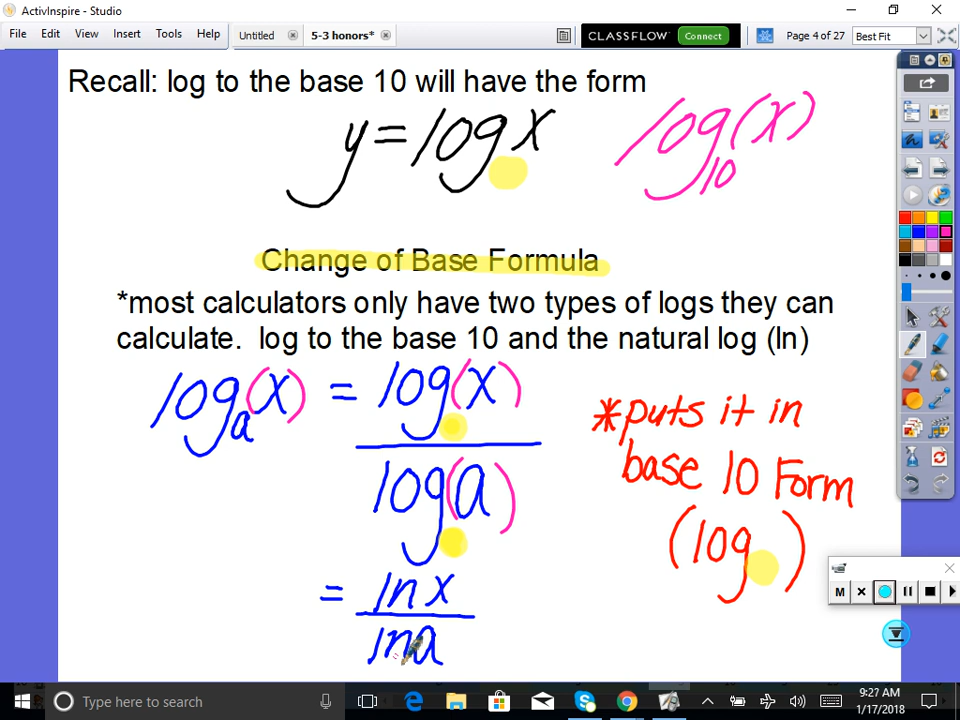 ActivInspire - Studio
File Edit View Insert Tools Help Untitled 5-3 honors* CLASSFLOW Connect Page 4 of 27 Best Fit
Recall: log to the base 10 will have the form
y = log x log₁₀(x)
Change of Base Formula
*most calculators only have two types of logs they can
calculate. log to the base 10 and the natural log (ln)
logₐ(x) = log(x)
log(a)
= ln x
ln a
*puts it in
base 10 Form
(log )
M
Type here to search
9:27 AM
1/17/2018